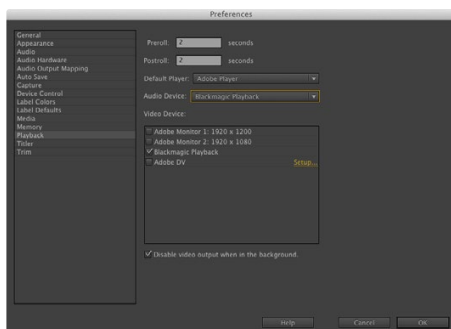 Preferences
General
Appearance
Audio
Audio Hardware
Audio Output Mapping
Auto Save
Capture
Device Control
Label Colors
Label Defaults
Media
Memory
Playback
Titler
Trim
Preroll: 2 seconds
Postroll: 2 seconds
Default Player: Adobe Player
Audio Device: Blackmagic Playback
Video Device:
Adobe Monitor 1: 1920 x 1200
Adobe Monitor 2: 1920 x 1080
Blackmagic Playback
Adobe DV Setup...
Disable video output when in the background.
Help Cancel OK